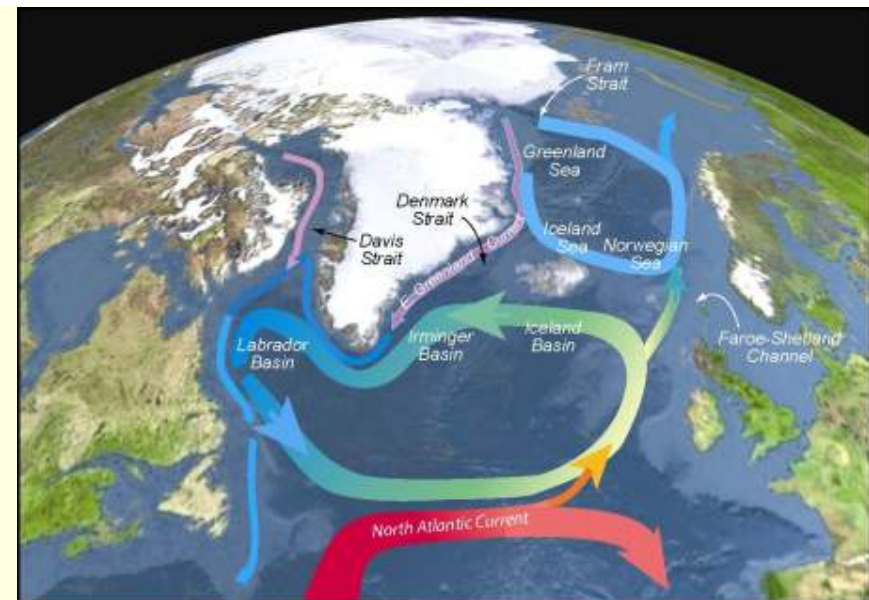 Fram
Strait
Greenland
Sea
Denmark
Strait
Davis
Strait
Iceland
Sea
Norwegian
Sea
E. Greenland Current
Labrador
Basin
Irminger
Basin
Iceland
Basin
Faroe-Shetland
Channel
North Atlantic Current